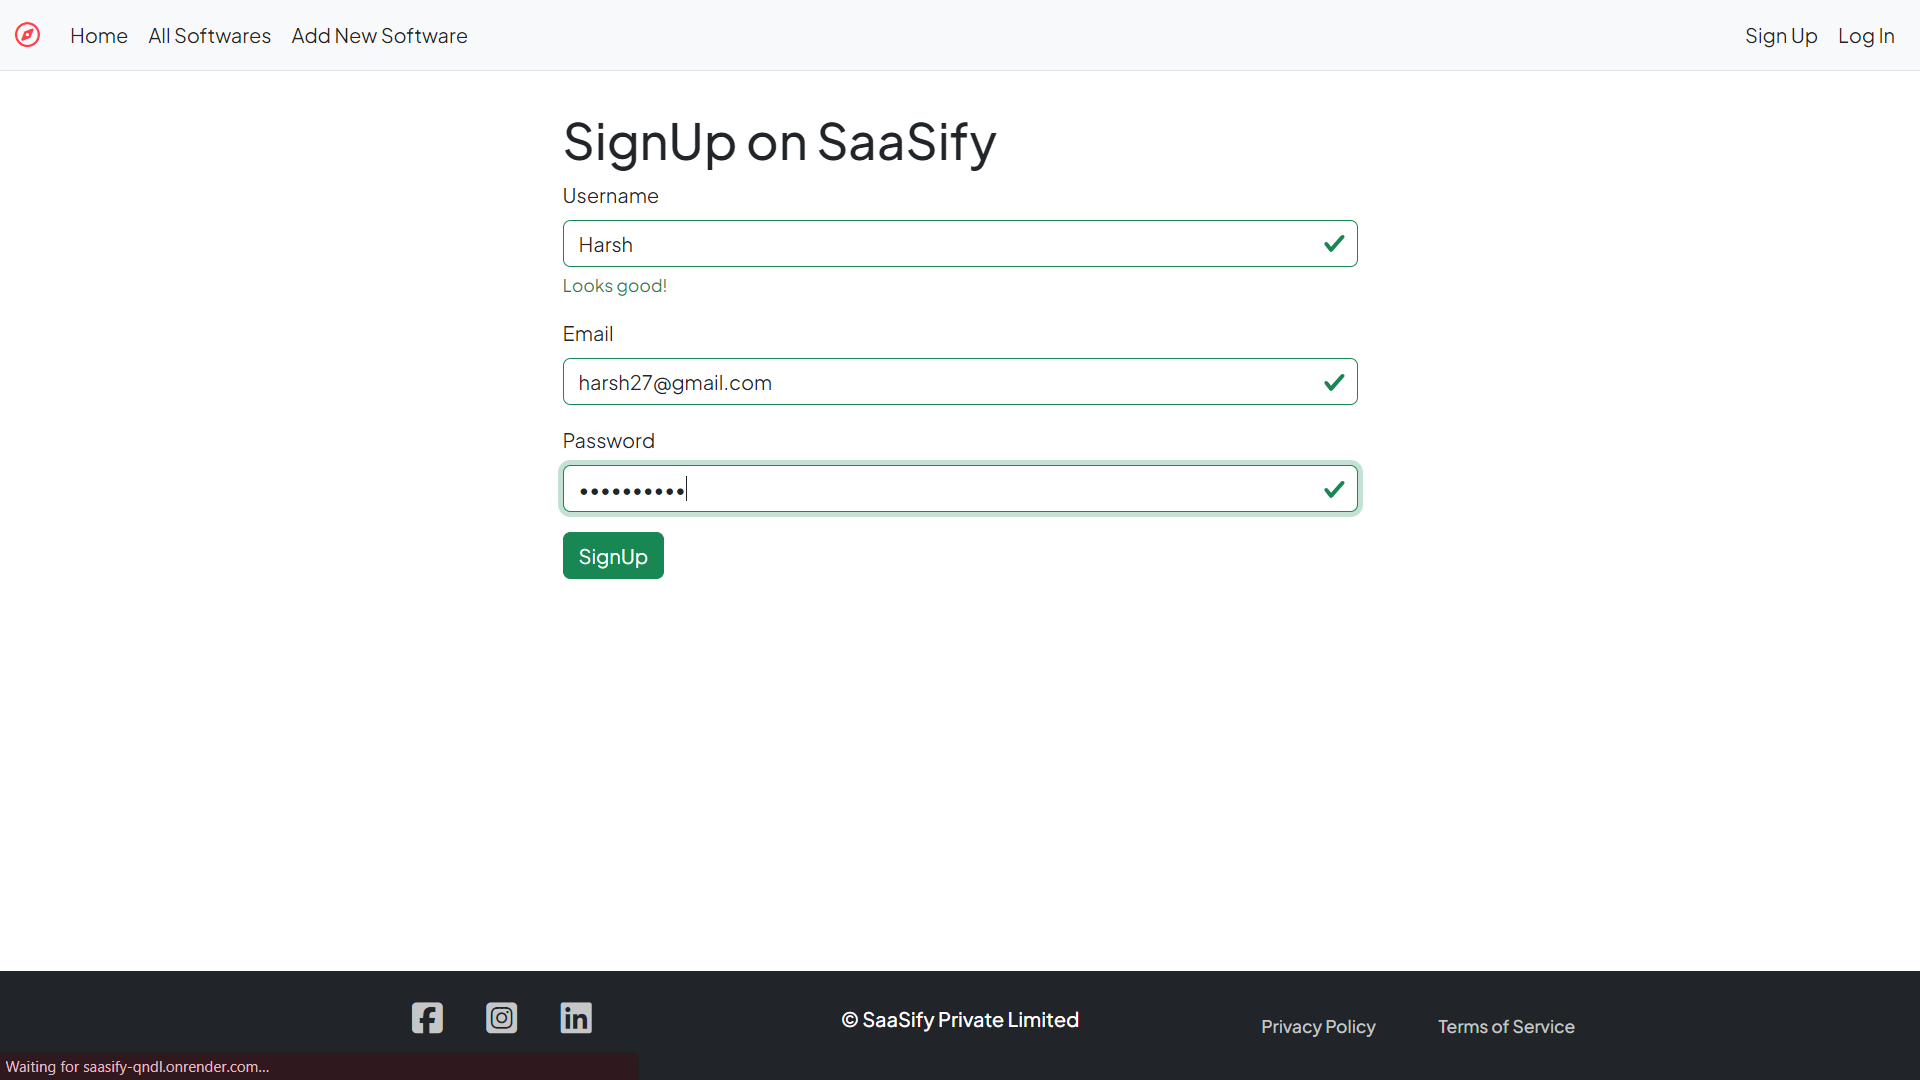 Home All Softwares Add New Software Sign Up Log In
SignUp on SaaSify
Username
Harsh
Looks good!
Email
harsh27@gmail.com
Password
••••••••••
SignUp
© SaaSify Private Limited
Privacy Policy Terms of Service
Waiting for saasify-qndl.onrender.com...